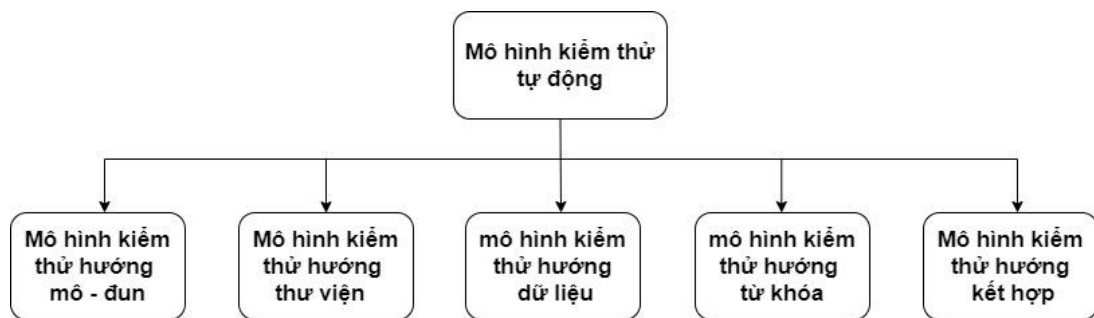 Mô hình kiểm thử
tự động
Mô hình kiểm
thử hướng
mô - đun
Mô hình kiểm
thử hướng
thư viện
mô hình kiểm
thử hướng
dữ liệu
mô hình kiểm
thử hướng
từ khóa
Mô hình kiểm
thử hướng
kết hợp